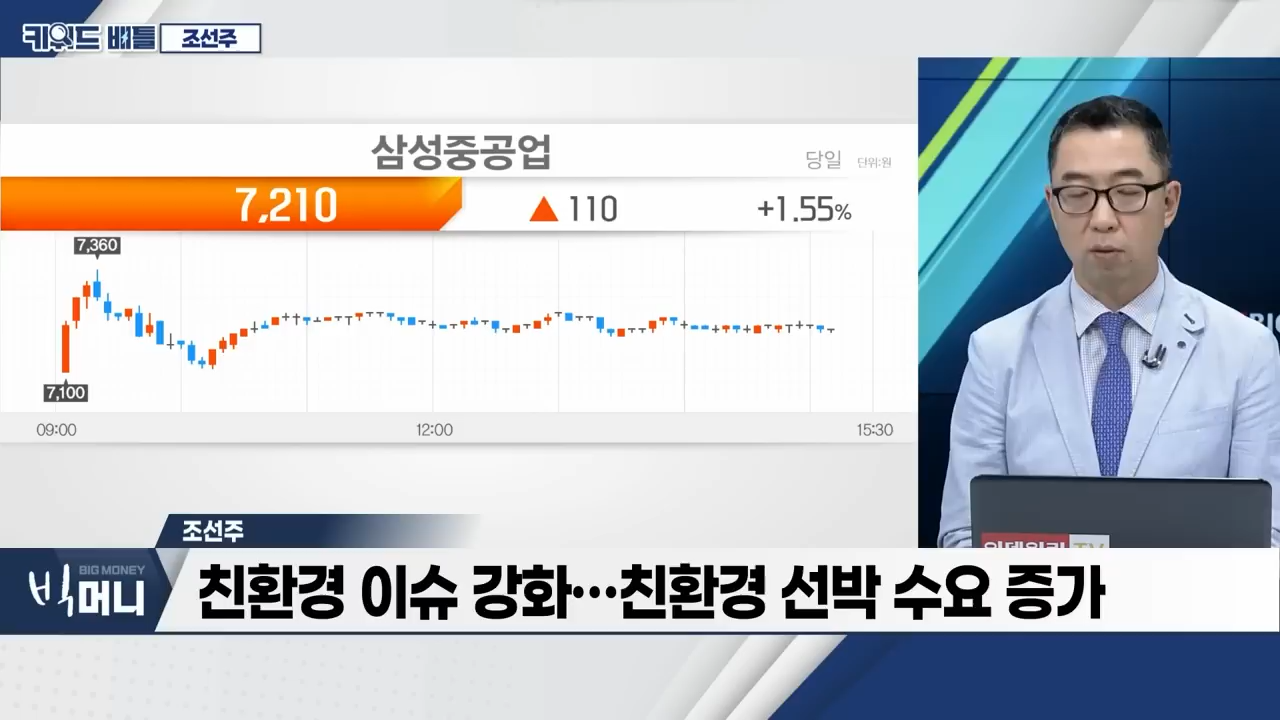 키워드 배틀 조선주
삼성중공업
당일 단위:원
7,210 ▲ 110 +1.55%
7,360
7,100
09:00 12:00 15:30
조선주
BIG MONEY
빅머니
친환경 이슈 강화…친환경 선박 수요 증가
TV